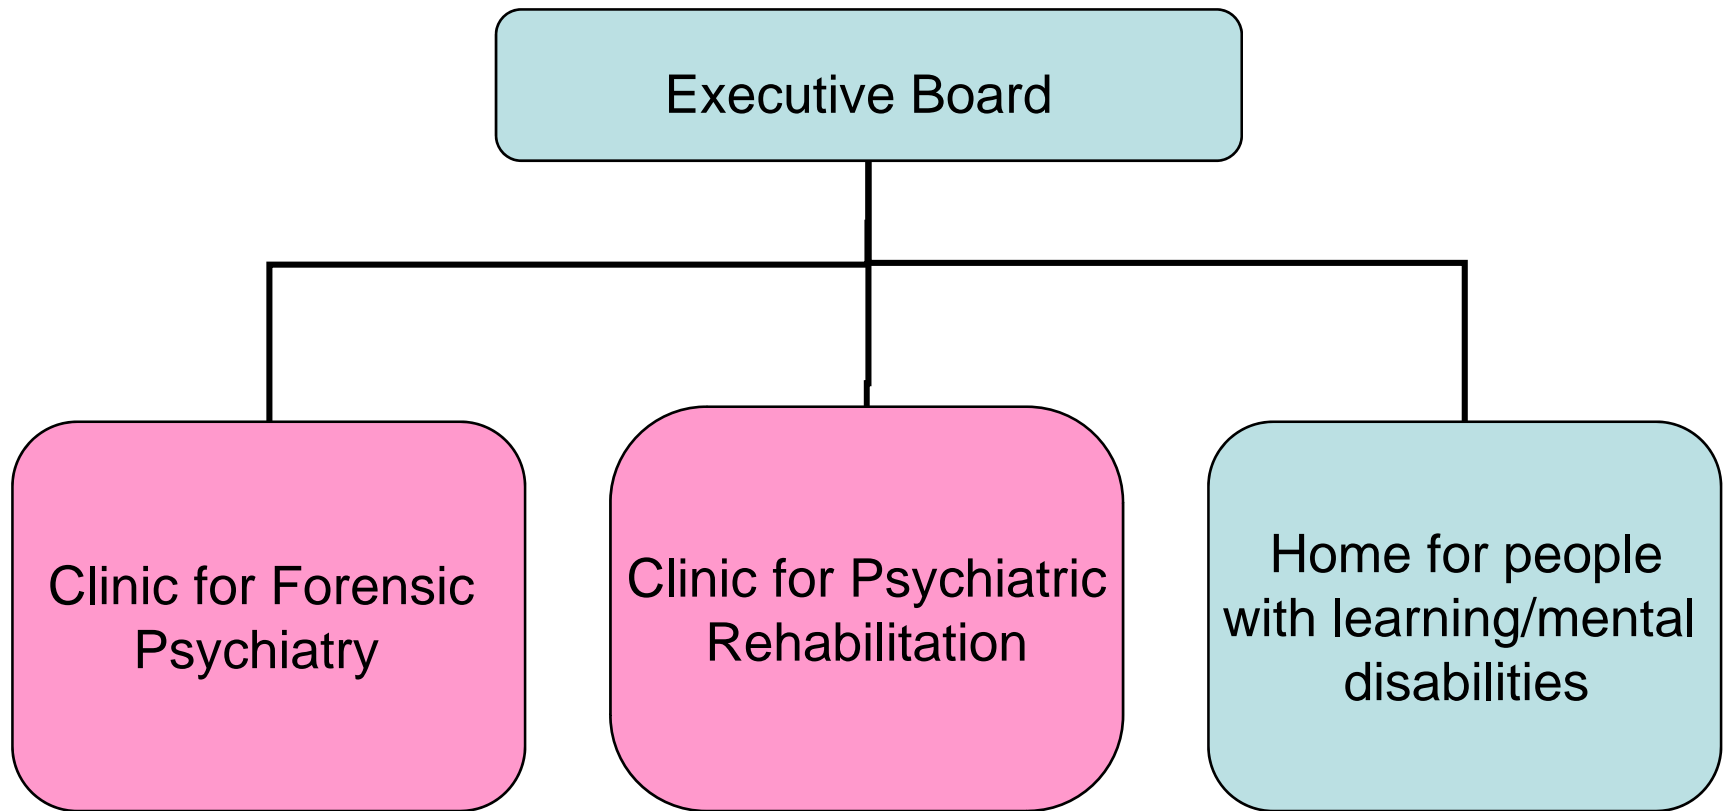 Executive Board
Clinic for Forensic
Psychiatry
Clinic for Psychiatric
Rehabilitation
Home for people
with learning/mental
disabilities